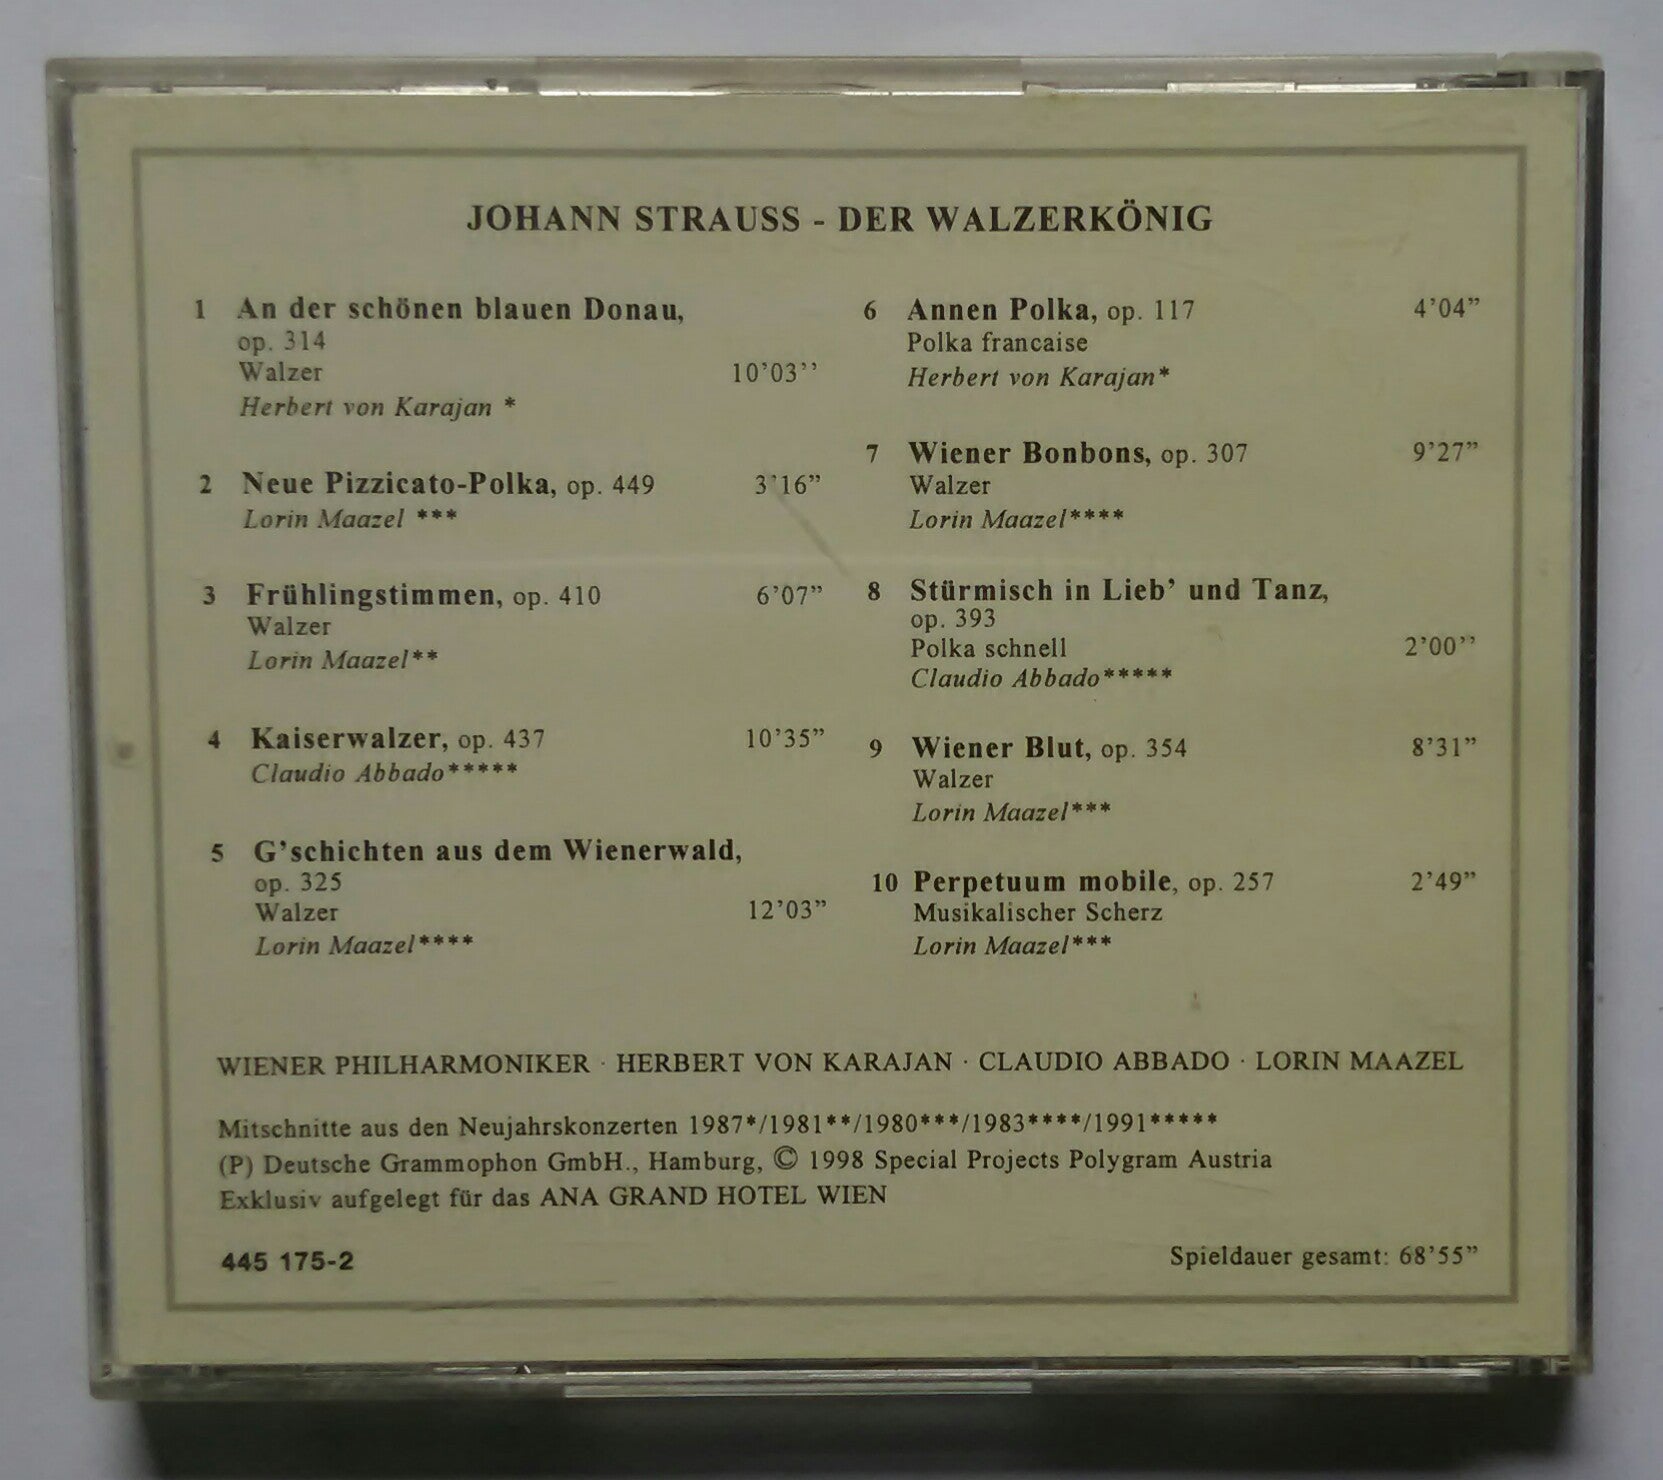 JOHANN STRAUSS - DER WALZERKÖNIG
1 An der schönen blauen Donau,
op. 314
Walzer 10'03''
Herbert von Karajan *
2 Neue Pizzicato-Polka, op. 449 3'16”
Lorin Maazel ***
3 Frühlingstimmen, op. 410 6'07”
Walzer
Lorin Maazel**
4 Kaiserwalzer, op. 437 10'35”
Claudio Abbado*****
5 G'schichten aus dem Wienerwald,
op. 325
Walzer 12'03”
Lorin Maazel****
6 Annen Polka, op. 117 4'04”
Polka francaise
Herbert von Karajan*
7 Wiener Bonbons, op. 307 9'27”
Walzer
Lorin Maazel****
8 Stürmisch in Lieb' und Tanz,
op. 393
Polka schnell 2'00''
Claudio Abbado*****
9 Wiener Blut, op. 354 8'31”
Walzer
Lorin Maazel***
10 Perpetuum mobile, op. 257 2'49”
Musikalischer Scherz
Lorin Maazel***
WIENER PHILHARMONIKER · HERBERT VON KARAJAN · CLAUDIO ABBADO · LORIN MAAZEL
Mitschnitte aus den Neujahrskonzerten 1987*/1981**/1980***/1983****/1991*****
(P) Deutsche Grammophon GmbH., Hamburg, © 1998 Special Projects Polygram Austria
Exklusiv aufgelegt für das ANA GRAND HOTEL WIEN
445 175-2 Spieldauer gesamt: 68'55”